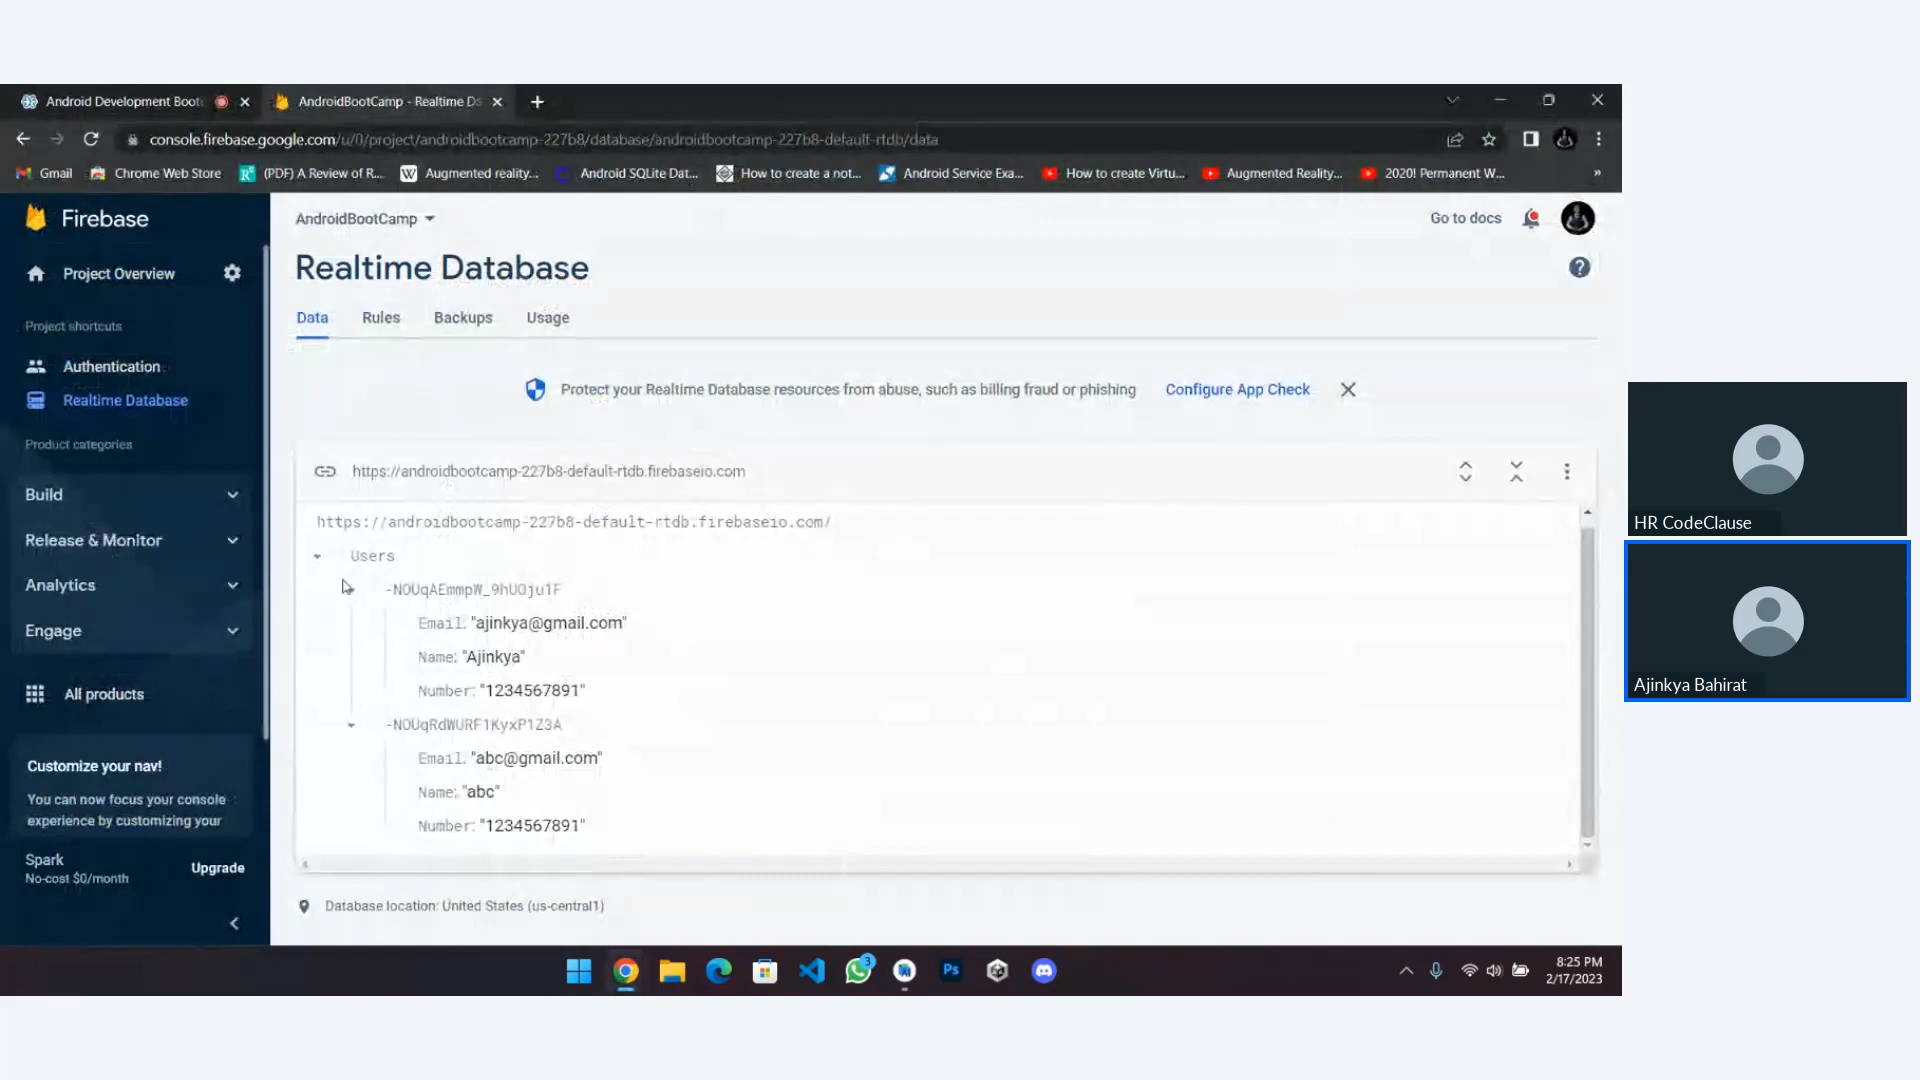 Android Development Boot
AndroidBootCamp - Realtime Da
console.firebase.google.com/u/0/project/androidbootcamp-227b8/database/androidbootcamp-227b8-default-rtdb/data
Gmail
Chrome Web Store
(PDF) A Review of R...
Augmented reality...
Android SQLite Dat...
How to create a not...
Android Service Exa...
How to create Virtu...
Augmented Reality...
2020! Permanent W...
»
Firebase
AndroidBootCamp
Go to docs
Project Overview
Realtime Database
Project shortcuts
Data
Rules
Backups
Usage
Authentication
Realtime Database
Protect your Realtime Database resources from abuse, such as billing fraud or phishing
Configure App Check
Product categories
Build
Release & Monitor
Analytics
Engage
All products
https://androidbootcamp-227b8-default-rtdb.firebaseio.com
https://androidbootcamp-227b8-default-rtdb.firebaseio.com/
Users
-NOUqAEmmpW_9hUOju1F
Email: "ajinkya@gmail.com"
Name: "Ajinkya"
Number: "1234567891"
-NOUqRdWURF1KyxP1Z3A
Email: "abc@gmail.com"
Name: "abc"
Number: "1234567891"
Customize your nav!
You can now focus your console
experience by customizing your
Spark
No-cost $0/month
Upgrade
Database location: United States (us-central1)
HR CodeClause
Ajinkya Bahirat
3
Ps
8:25 PM
2/17/2023